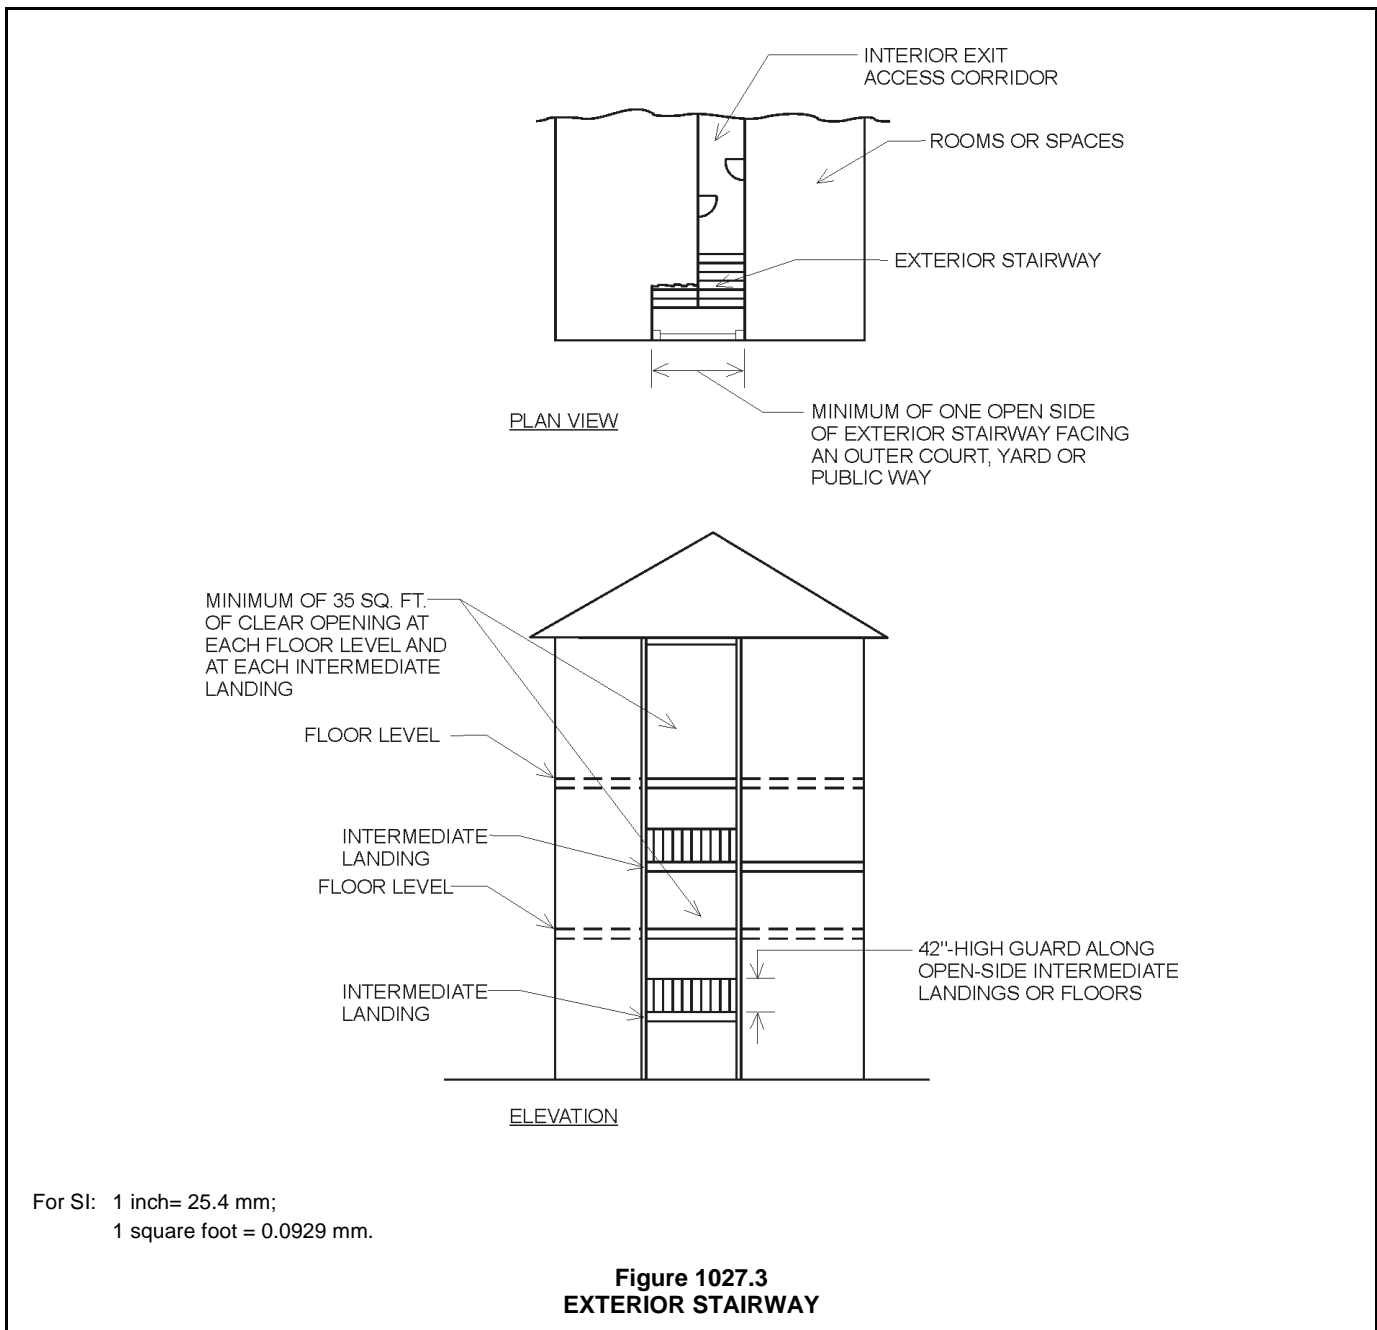 INTERIOR EXIT
ACCESS CORRIDOR
ROOMS OR SPACES
EXTERIOR STAIRWAY
MINIMUM OF ONE OPEN SIDE
OF EXTERIOR STAIRWAY FACING
AN OUTER COURT, YARD OR
PUBLIC WAY
PLAN VIEW
MINIMUM OF 35 SQ. FT.
OF CLEAR OPENING AT
EACH FLOOR LEVEL AND
AT EACH INTERMEDIATE
LANDING
FLOOR LEVEL
INTERMEDIATE
LANDING
FLOOR LEVEL
42"-HIGH GUARD ALONG
OPEN-SIDE INTERMEDIATE
LANDINGS OR FLOORS
INTERMEDIATE
LANDING
ELEVATION
For SI: 1 inch= 25.4 mm;
1 square foot = 0.0929 mm.
Figure 1027.3
EXTERIOR STAIRWAY